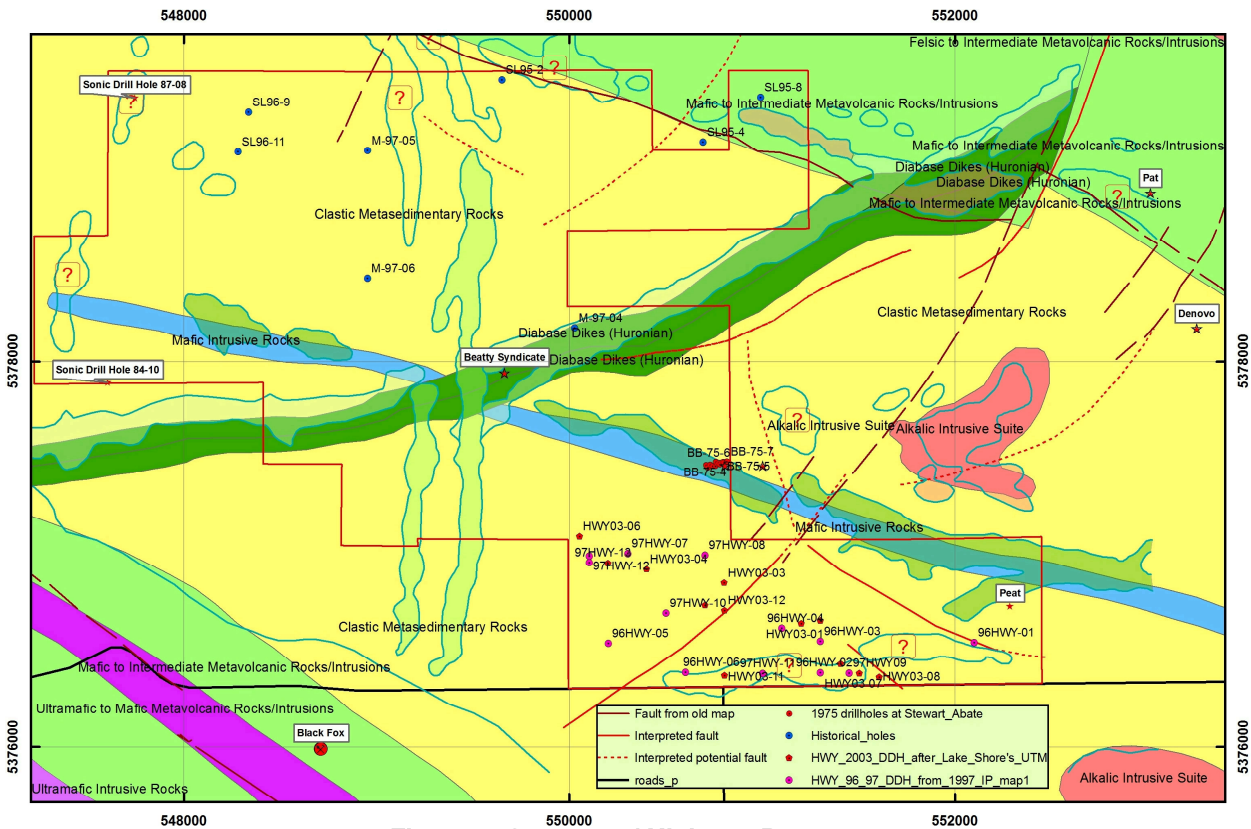 548000
550000
552000
Felsic to Intermediate Metavolcanic Rocks/Intrusions
?
SL95-2
?
Sonic Drill Hole 87-08
?
?
SL95-8
Mafic to Intermediate Metavolcanic Rocks/Intrusions
SL96-9
SL95-4
SL96-11
M-97-05
Mafic to Intermediate Metavolcanic Rocks/Intrusions
Diabase Dikes (Huronian)
Pat
Diabase Dikes (Huronian)
?
Mafic to Intermediate Metavolcanic Rocks/Intrusions
Clastic Metasedimentary Rocks
?
M-97-06
Clastic Metasedimentary Rocks
Denovo
M-97-04
Diabase Dikes (Huronian)
Mafic Intrusive Rocks
5378000
5378000
Beatty Syndicate
Diabase Dikes (Huronian)
Sonic Drill Hole 84-10
?
Alkalic Intrusive Suite
Alkalic Intrusive Suite
BB-75-6
BB-75-7
BB-75-4
BB-75-5
HWY03-06
Mafic Intrusive Rocks
97HWY-07
97HWY-08
97HWY-13
97HWY-12
HWY03-04
HWY03-03
Peat
97HWY-10
HWY03-12
96HWY-04
Clastic Metasedimentary Rocks
96HWY-05
HWY03-01
96HWY-03
96HWY-01
?
Mafic to Intermediate Metavolcanic Rocks/Intrusions
96HWY-06
97HWY-11
?
96HWY-02
97HWY09
HWY03-11
HWY03-07
HWY03-08
Ultramafic to Mafic Metavolcanic Rocks/Intrusions
Black Fox
Fault from old map
1975 drillholes at Stewart_Abate
Interpreted fault
Historical_holes
Interpreted potential fault
HWY_2003_DDH_after_Lake_Shore's_UTM
roads_p
HWY_96_97_DDH_from_1997_IP_map1
5376000
5376000
Alkalic Intrusive Suite
Ultramafic Intrusive Rocks
548000
550000
552000